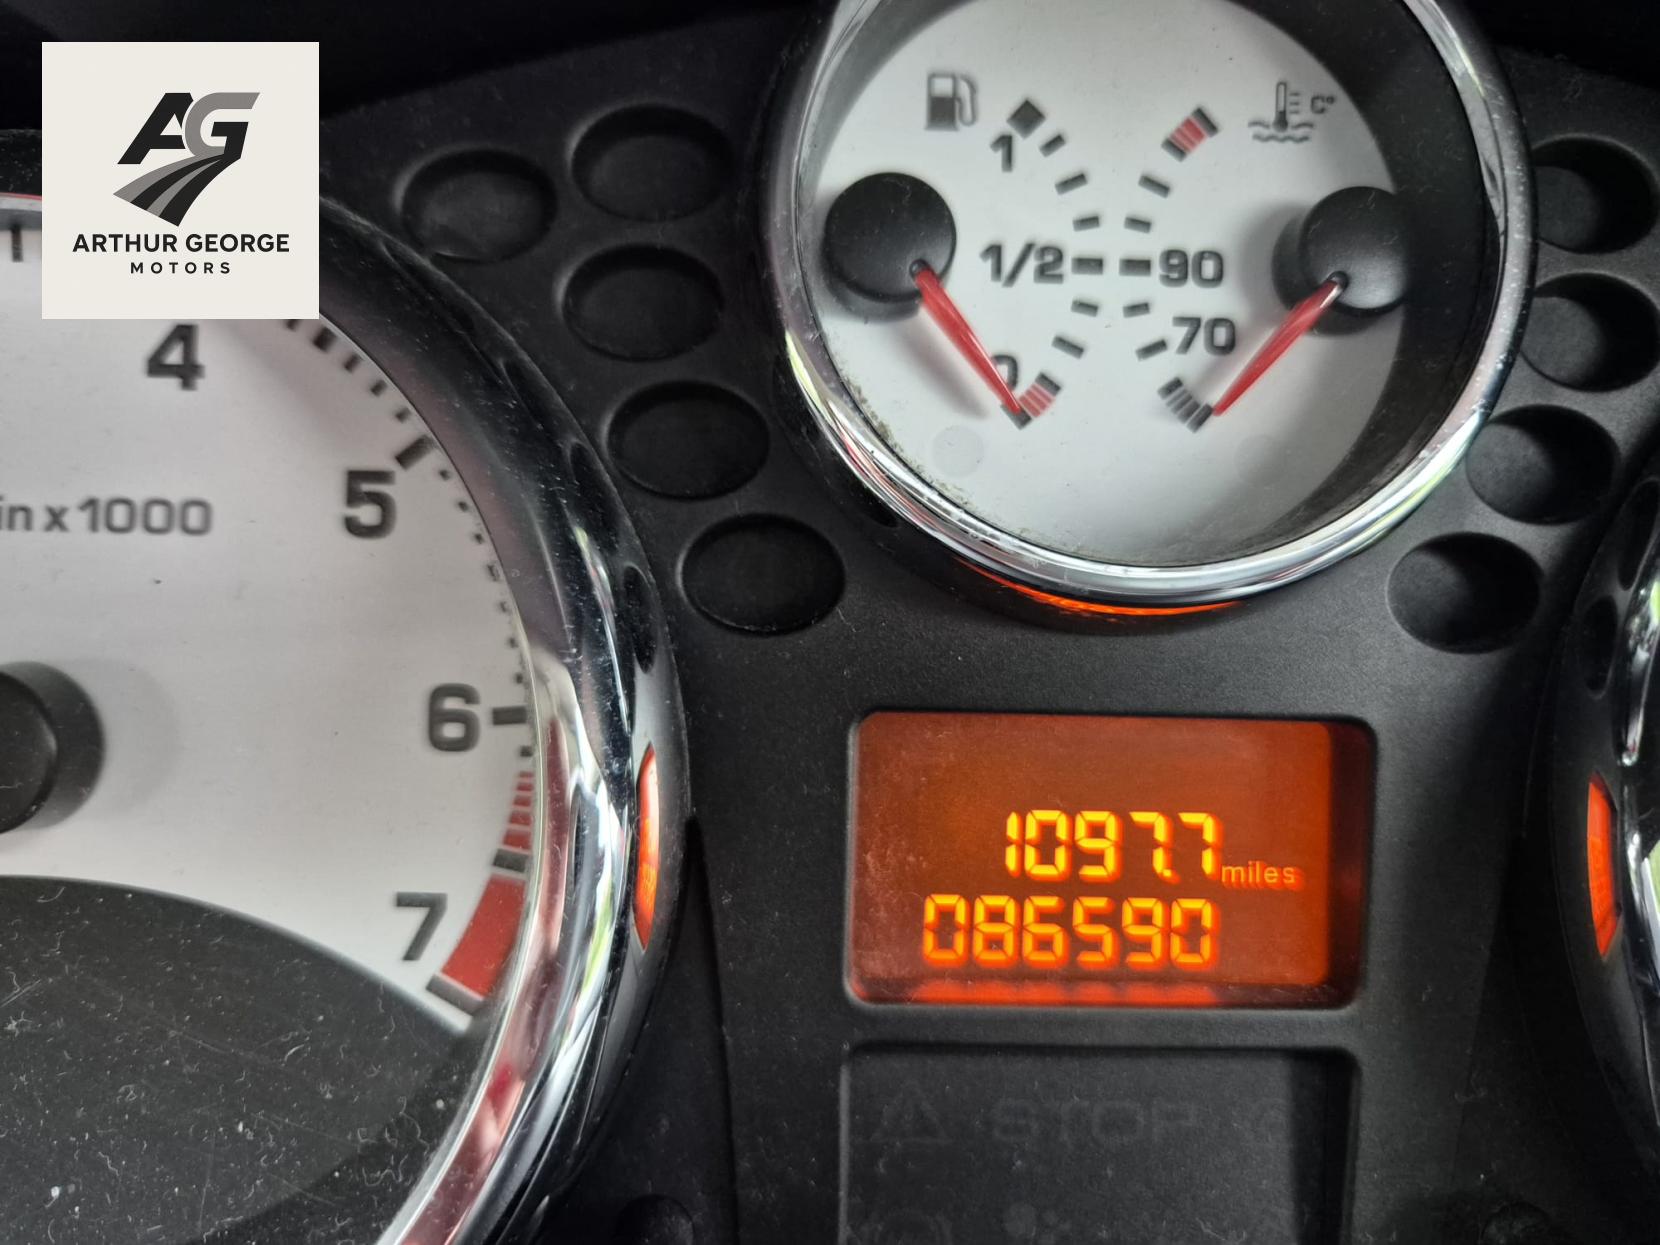 AG
ARTHUR GEORGE
MOTORS
4
5
in x 1000
6
7
1
1/2
0
C°
90
70
1097.7 miles
086590
STOP